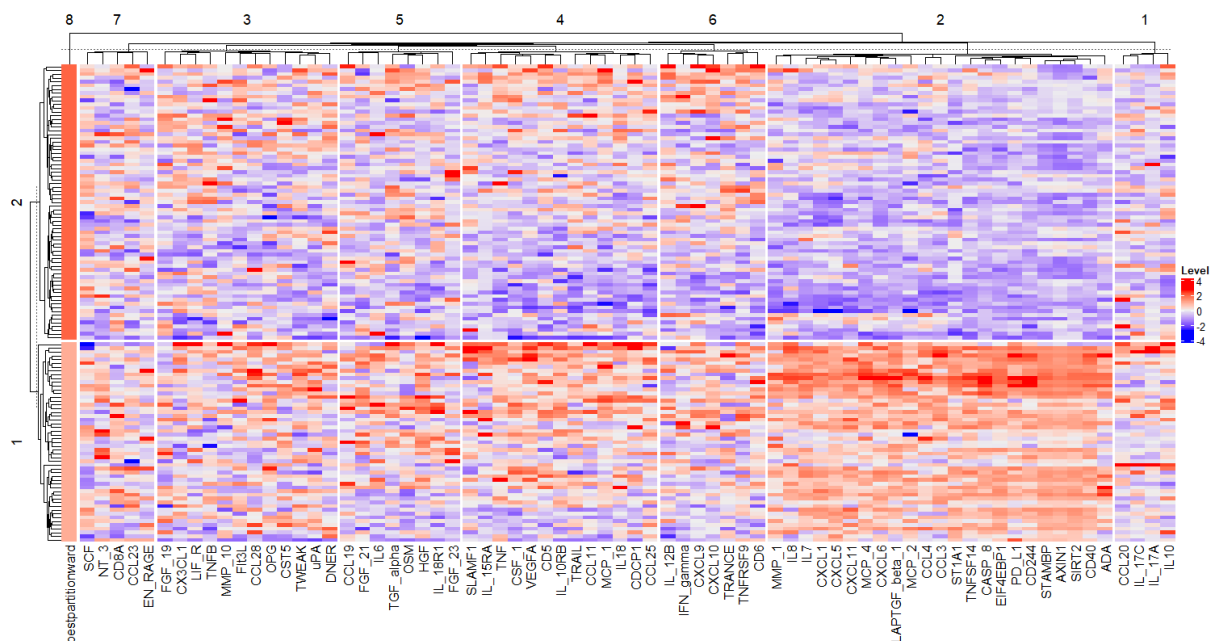 8 7 3 5 4 6 2 1
2
1
Level
4
2
0
-2
-4
bestpartitionward
SCF
NT_3
CD8A
CCL23
EN_RAGE
FGF_19
CX3CL1
LIF_R
TNFB
MMP_10
Flt3L
CCL28
OPG
CST5
TWEAK
uPA
DNER
CCL19
FGF_21
IL6
TGF_alpha
OSM
HGF
IL_18R1
FGF_23
SLAMF1
IL_15RA
TNF
CSF_1
VEGFA
CD5
IL_10RB
TRAIL
CCL11
MCP_1
IL18
CDCP1
CCL25
IL_12B
IFN_gamma
CXCL9
CXCL10
TRANCE
TNFRSF9
CD6
MMP_1
IL8
IL7
CXCL1
CXCL5
CXCL11
MCP_4
CXCL6
LAPTGF_beta_1
MCP_2
CCL4
CCL3
ST1A1
TNFSF14
CASP_8
EIF4EBP1
PD_L1
CD244
STAMBP
AXIN1
SIRT2
CD40
ADA
CCL20
IL_17C
IL_17A
IL10